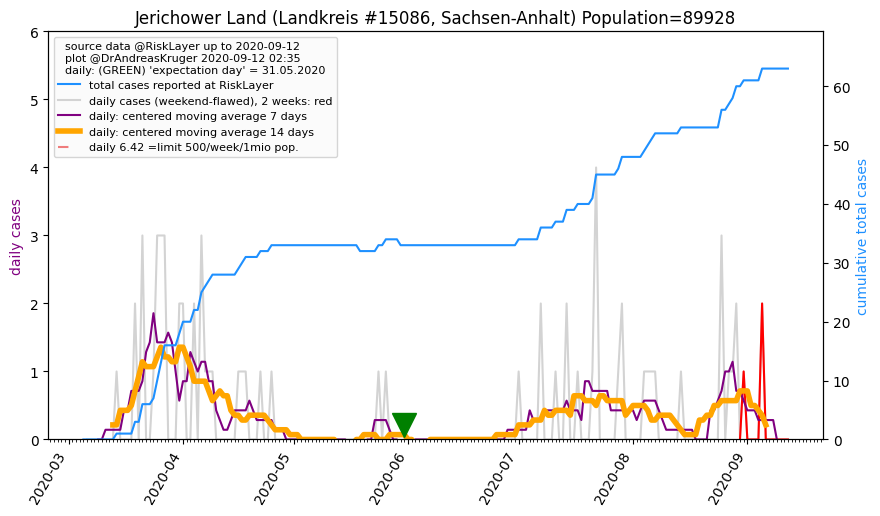 Jerichower Land (Landkreis #15086, Sachsen-Anhalt) Population=89928
source data @RiskLayer up to 2020-09-12
plot @DrAndreasKruger 2020-09-12 02:35
daily: (GREEN) 'expectation day' = 31.05.2020
total cases reported at RiskLayer
daily cases (weekend-flawed), 2 weeks: red
daily: centered moving average 7 days
daily: centered moving average 14 days
daily 6.42 =limit 500/week/1mio pop.
daily cases
6
5
4
3
2
1
0
cumulative total cases
60
50
40
30
20
10
0
2020-03
2020-04
2020-05
2020-06
2020-07
2020-08
2020-09